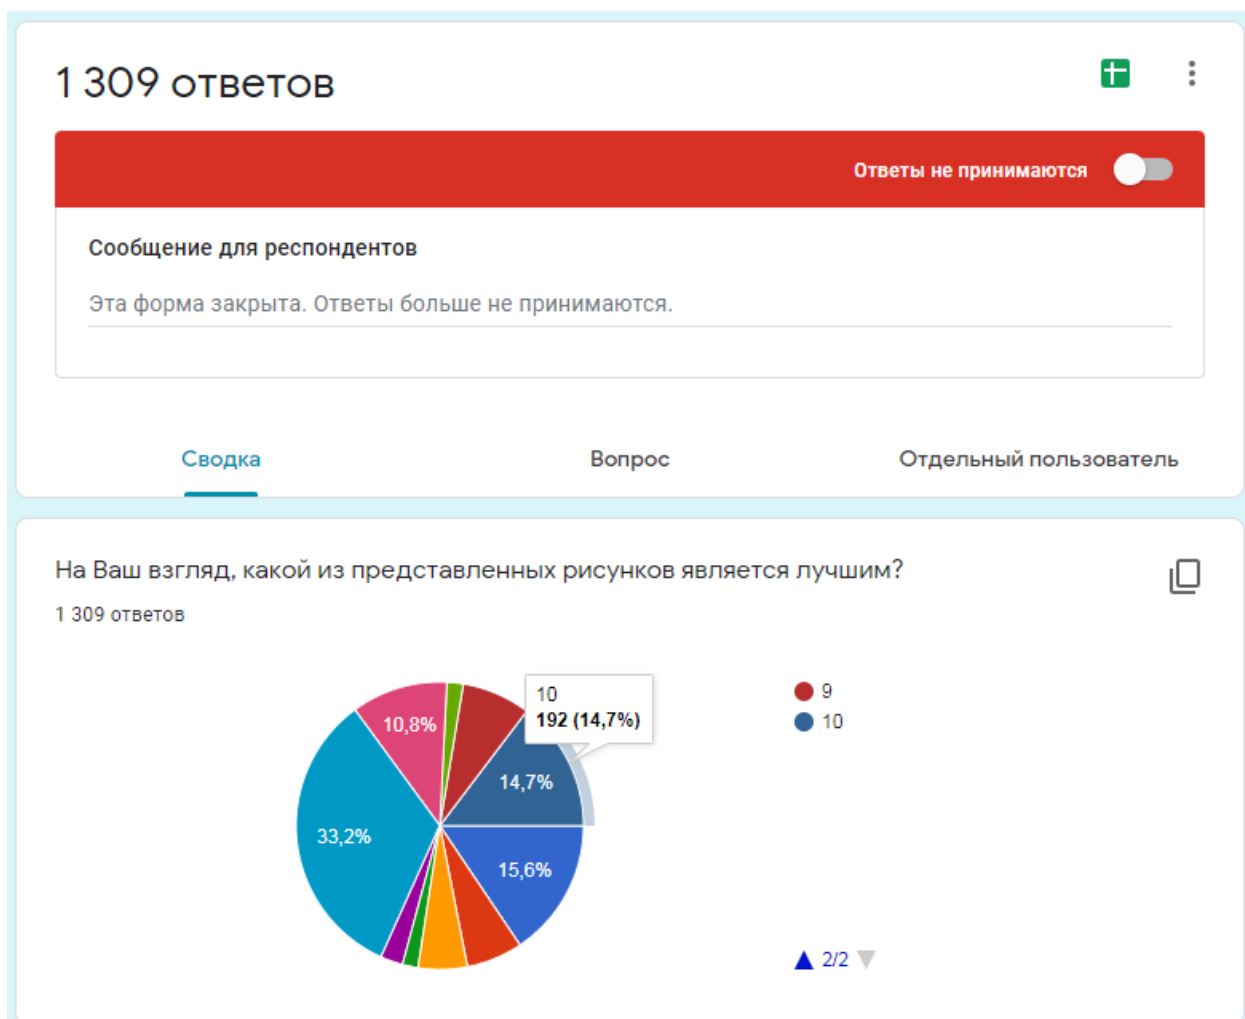 1 309 ответов
Ответы не принимаются
Сообщение для респондентов
Эта форма закрыта. Ответы больше не принимаются.
Сводка
Вопрос
Отдельный пользователь
На Ваш взгляд, какой из представленных рисунков является лучшим?
1 309 ответов
10
192 (14,7%)
10,8%
14,7%
33,2%
15,6%
9
10
2/2